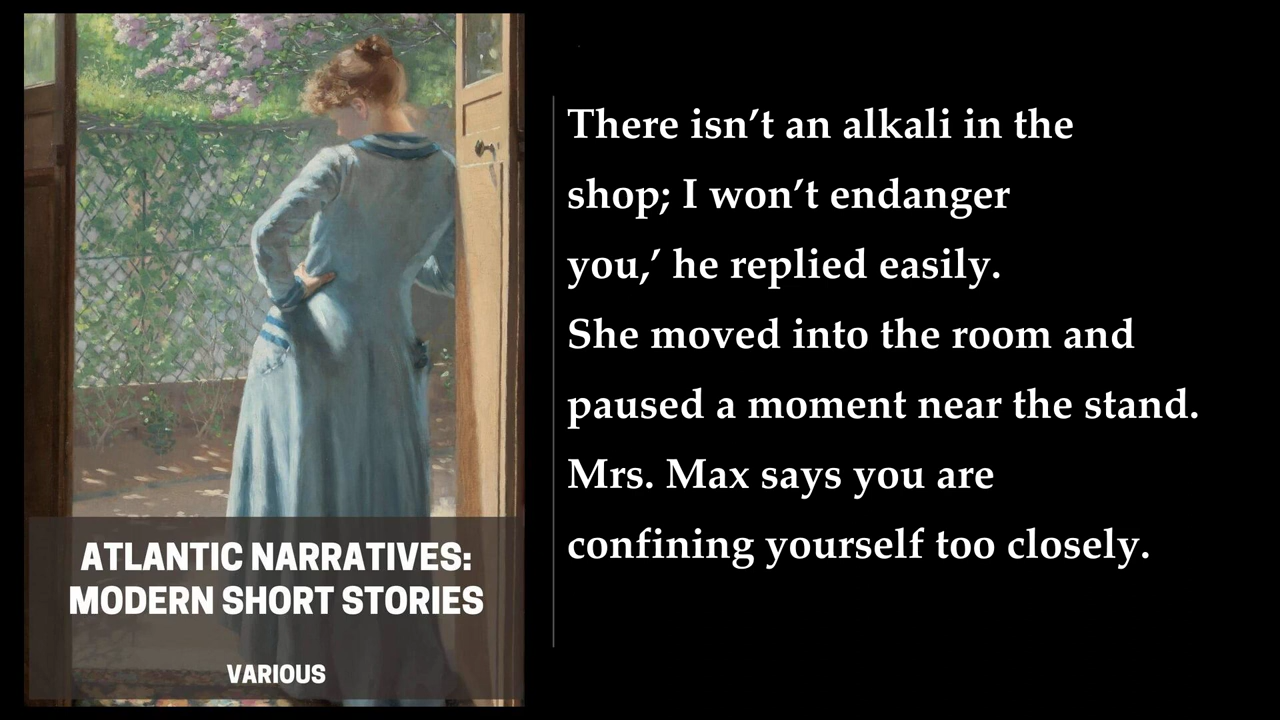 ATLANTIC NARRATIVES:
MODERN SHORT STORIES
VARIOUS
There isn’t an alkali in the
shop; I won’t endanger
you,’ he replied easily.
She moved into the room and
paused a moment near the stand.
Mrs. Max says you are
confining yourself too closely.